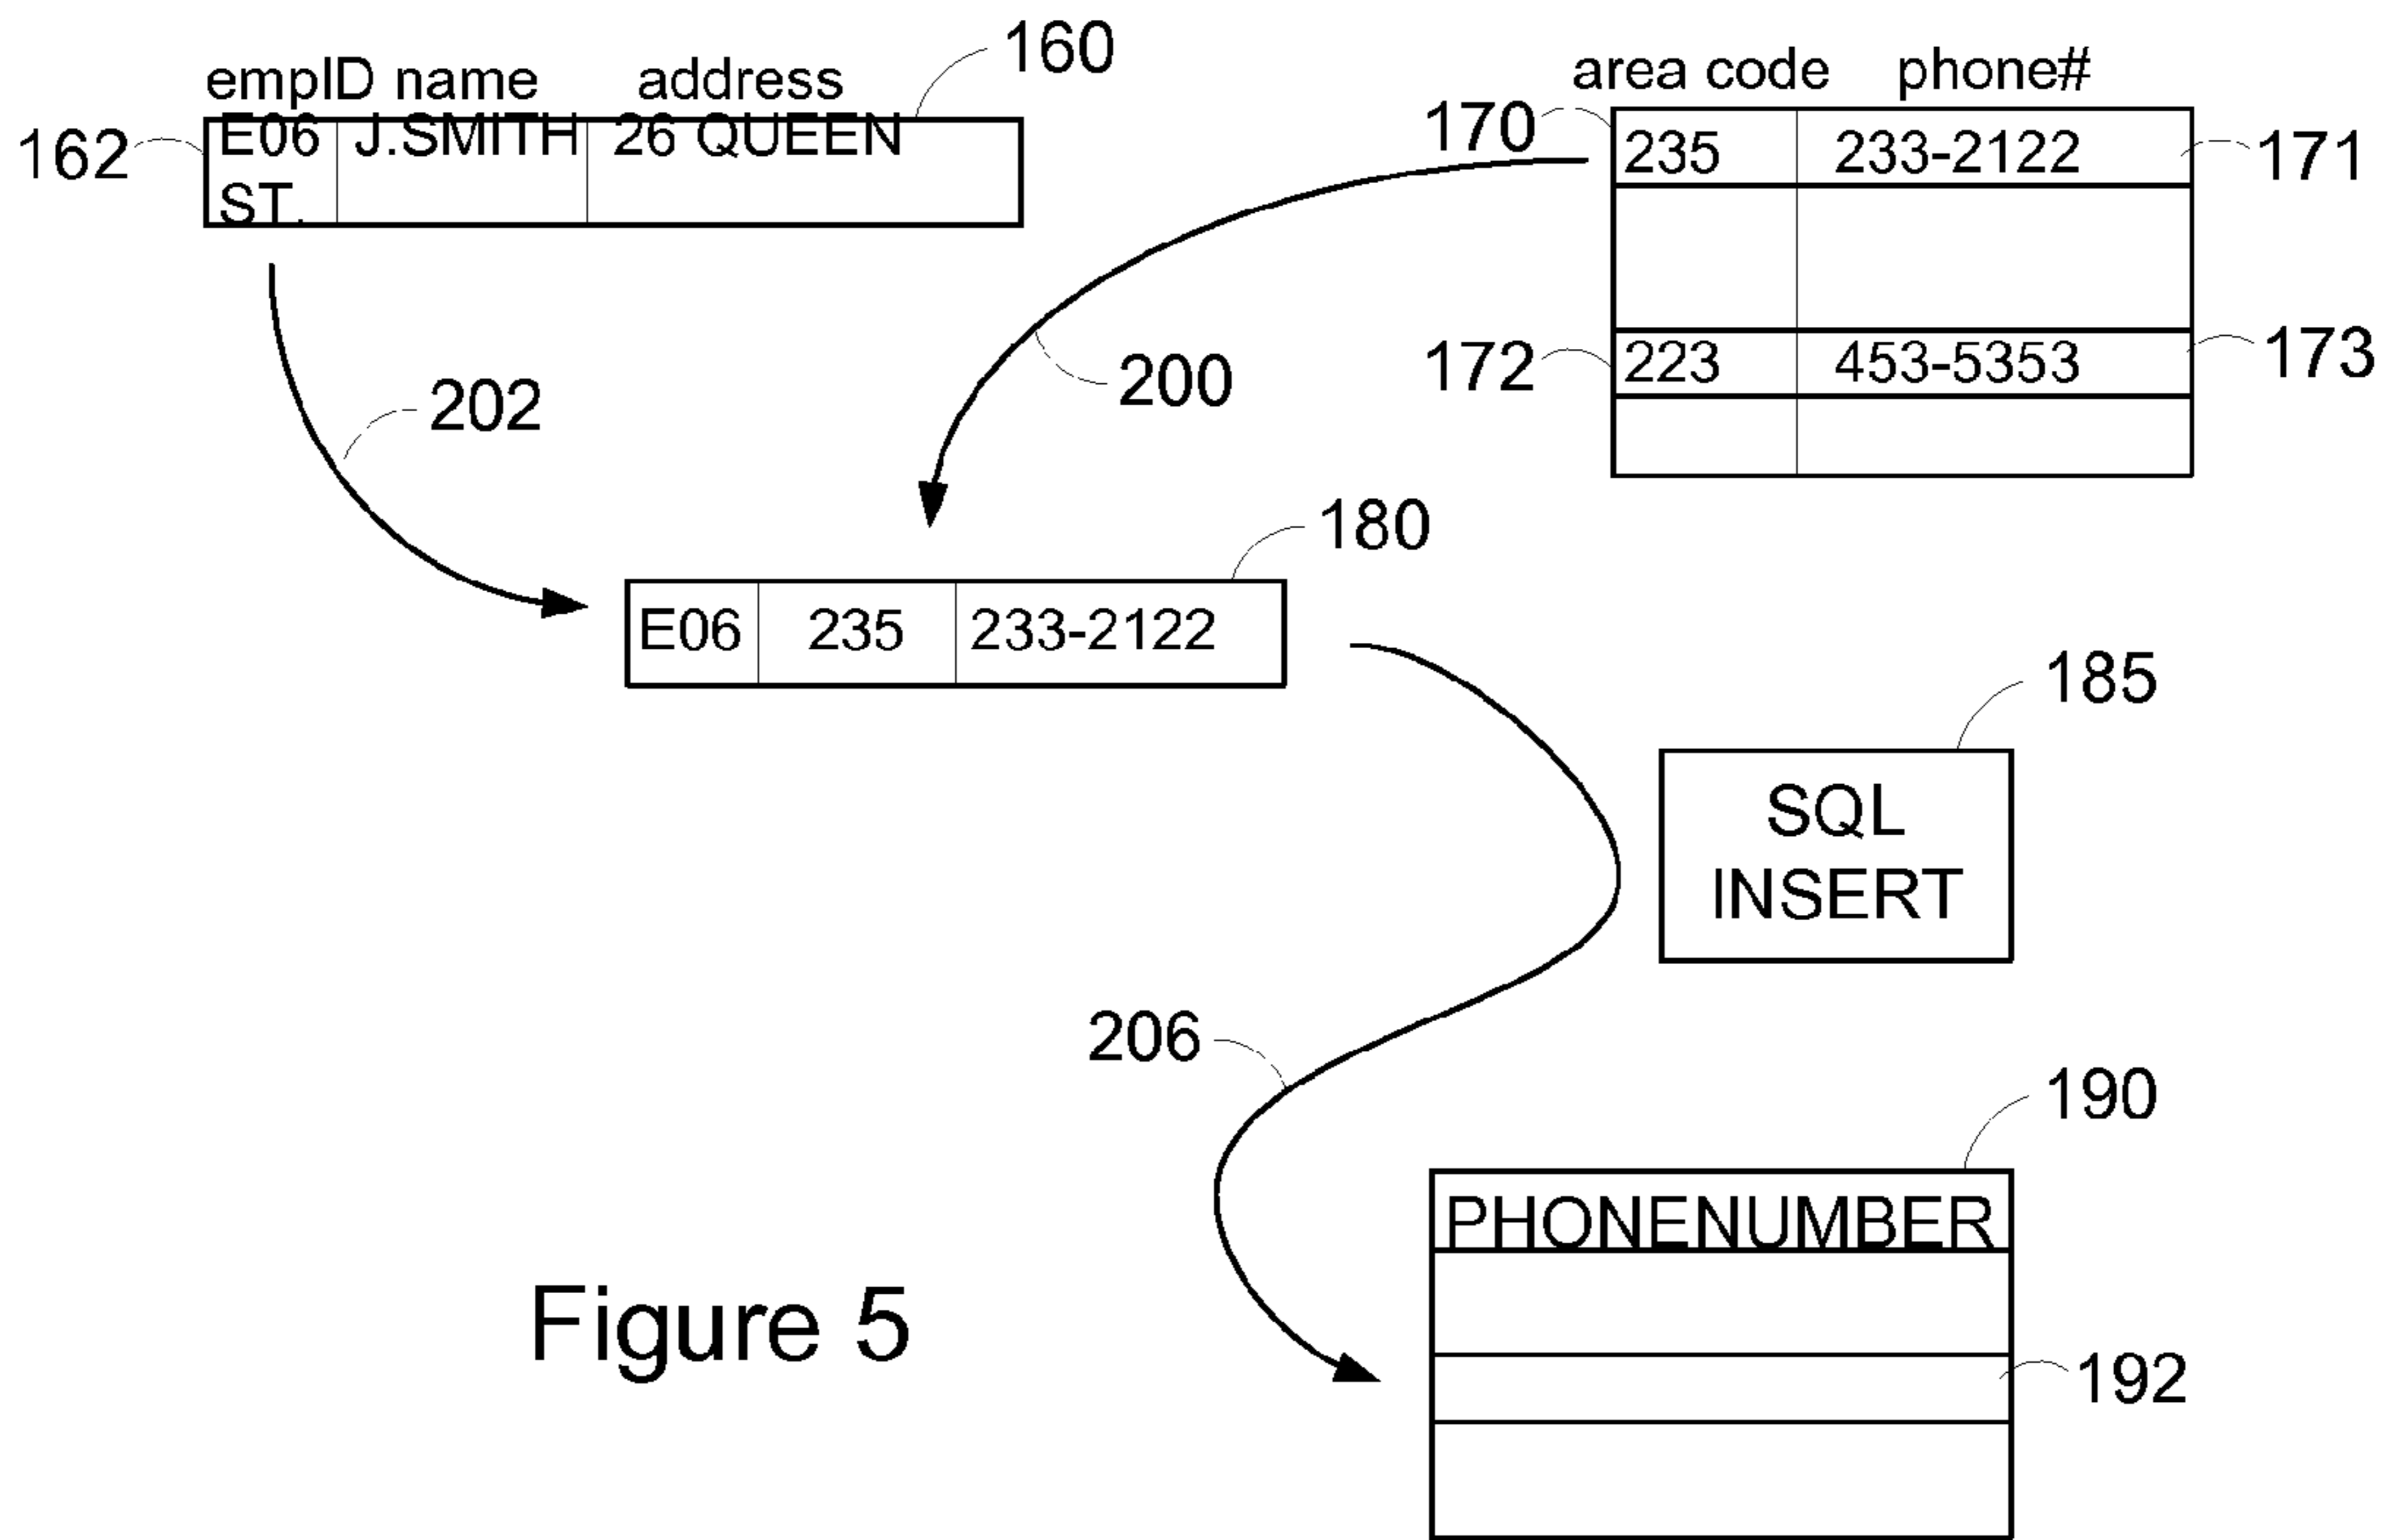 160
empID name address
area code phone#
162
E06 J.SMITH 26 QUEEN
ST.
170
235 233-2122
171
172
223 453-5353
173
200
202
180
E06 235 233-2122
185
SQL
INSERT
206
190
PHONENUMBER
192
Figure 5